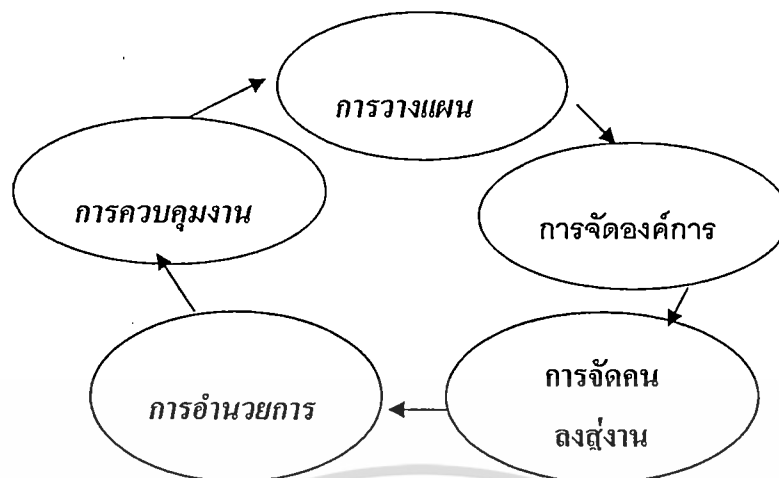 การวางแผน
การควบคุมงาน
การจัดองค์การ
การจัดคน
ลงสู่งาน
การอำนวยการ